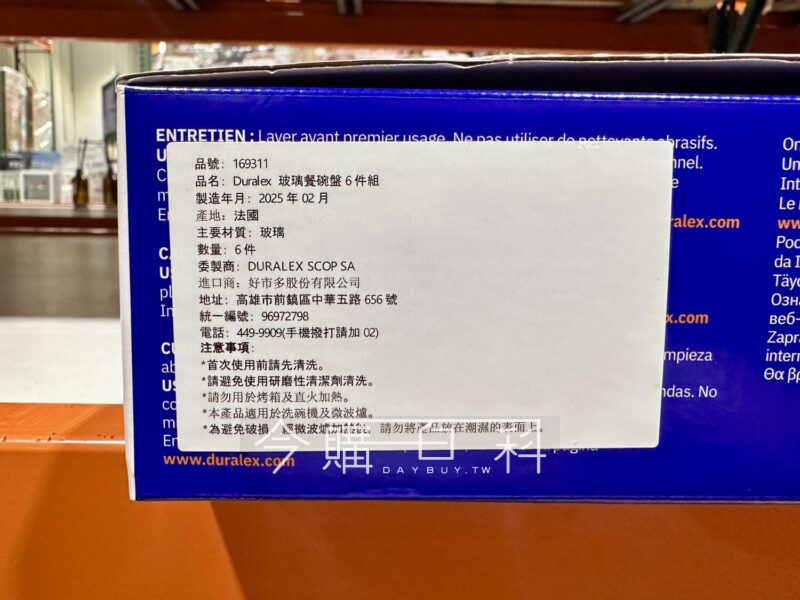 ENTRETIEN : Laver avant premier usage. Ne pas utiliser de nettoyants abrasifs.
品號：169311
品名：Duralex 玻璃餐碗盤 6 件組
製造年月：2025 年 02 月
產地：法國
主要材質：玻璃
數量：6 件
委製商：DURALEX SCOP SA
進口商：好市多股份有限公司
地址：高雄市前鎮區中華五路 656 號
統一編號：96972798
電話：449-9909(手機撥打請加 02)
注意事項：
*首次使用前請先清洗。
*請避免使用研磨性清潔劑清洗。
*請勿用於烤箱及直火加熱。
*本產品適用於洗碗機及微波爐。
*為避免破損，經微波爐加熱後，請勿將產品放在潮濕的表面上。
www.duralex.com
今購百科
DAYBUY.TW